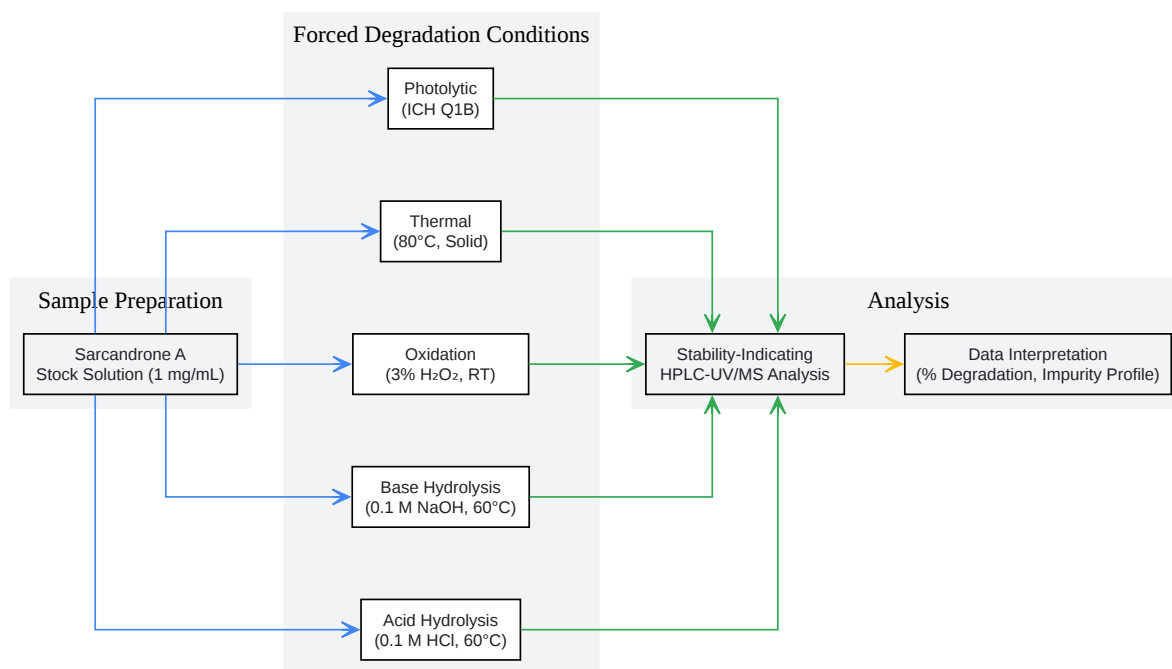 Forced Degradation Conditions
Photolytic
(ICH Q1B)
Thermal
(80°C, Solid)
Sample Preparation
Analysis
Sarcandrone A
Stock Solution (1 mg/mL)
Oxidation
(3% H₂O₂, RT)
Stability-Indicating
HPLC-UV/MS Analysis
Data Interpretation
(% Degradation, Impurity Profile)
Base Hydrolysis
(0.1 M NaOH, 60°C)
Acid Hydrolysis
(0.1 M HCl, 60°C)